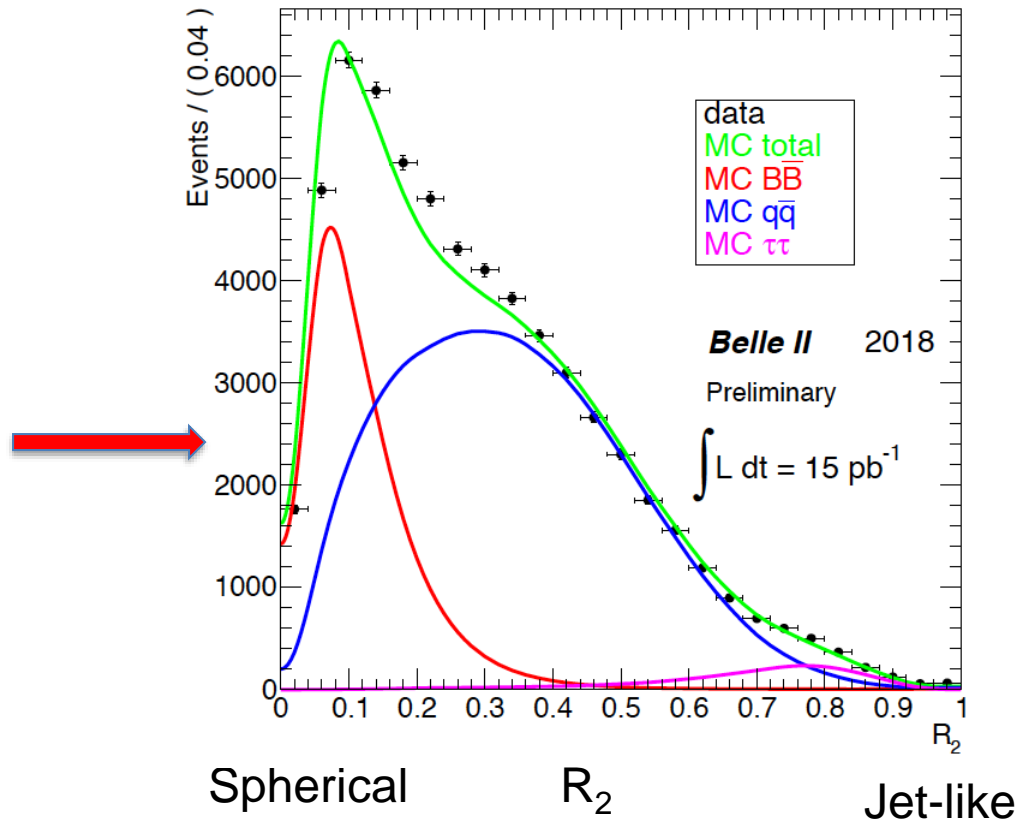 Events / ( 0.04 )
6000
5000
4000
3000
2000
1000
0
data
MC total
MC BB̅
MC qq̅
MC ττ
Belle II 2018
Preliminary
∫ L dt = 15 pb⁻¹
0 0.1 0.2 0.3 0.4 0.5 0.6 0.7 0.8 0.9 1
R₂
Spherical R₂ Jet-like